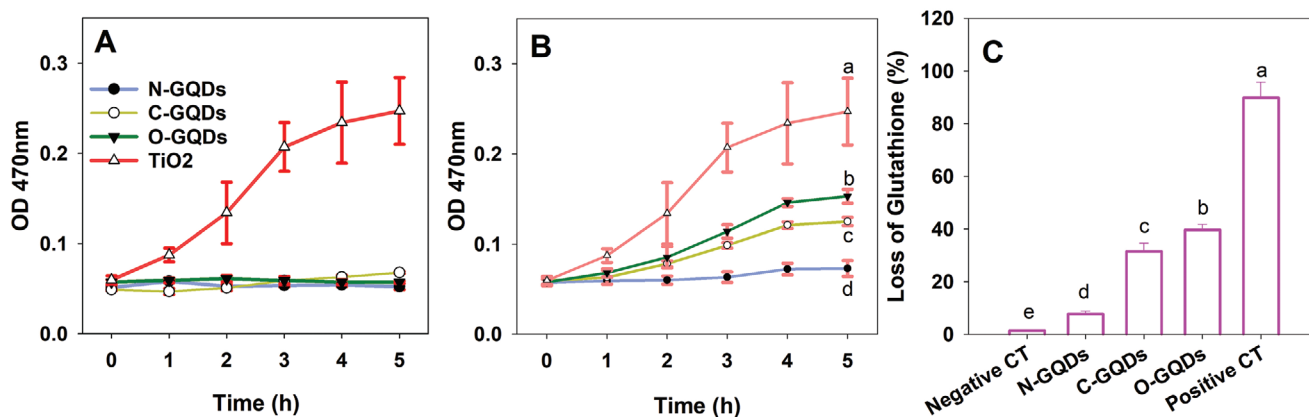 A
OD 470nm
0.3
0.2
0.1
0.0
N-GQDs
C-GQDs
O-GQDs
TiO2
0 1 2 3 4 5
Time (h)
B
OD 470nm
0.3
0.2
0.1
0.0
a
b
c
d
0 1 2 3 4 5
Time (h)
C
Loss of Glutathione (%)
120
100
80
60
40
20
0
e d c b a
Negative CT
N-GQDs
C-GQDs
O-GQDs
Positive CT